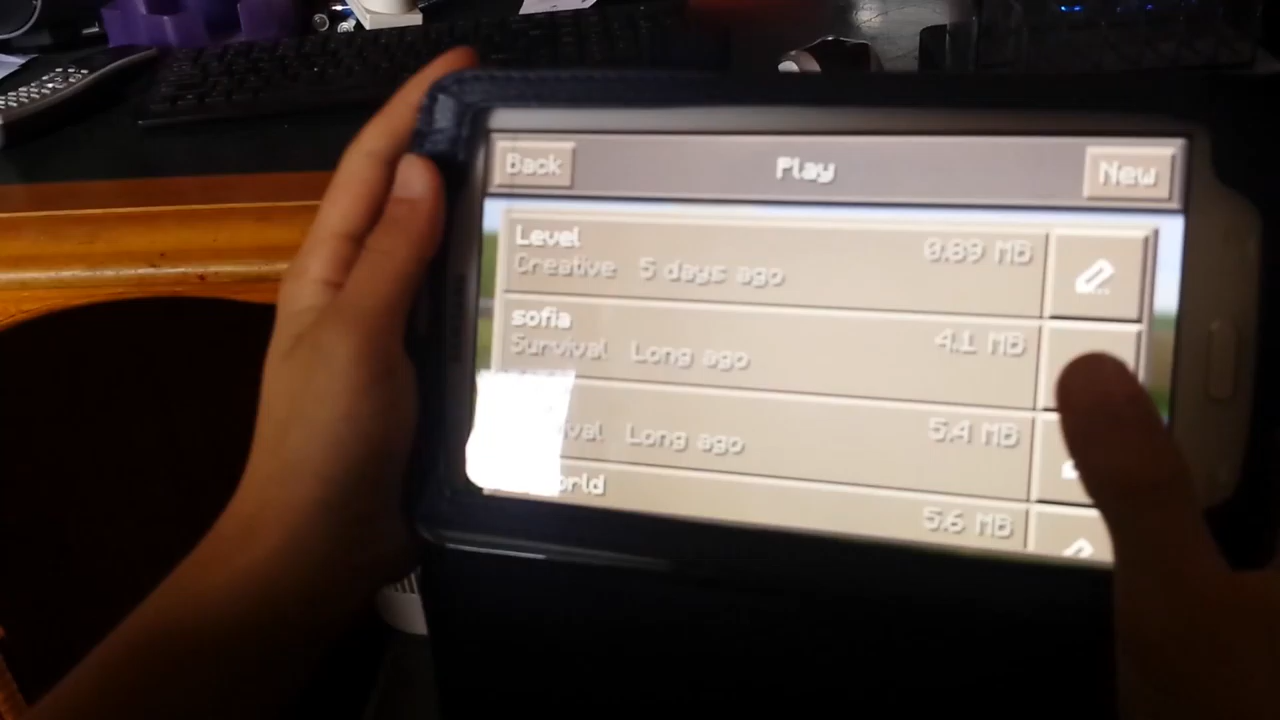 Back
Play
New
Level
0.89 MB
Creative 5 days ago
sofia
4.1 MB
Survival Long ago
5.4 MB
Long ago
5.6 MB